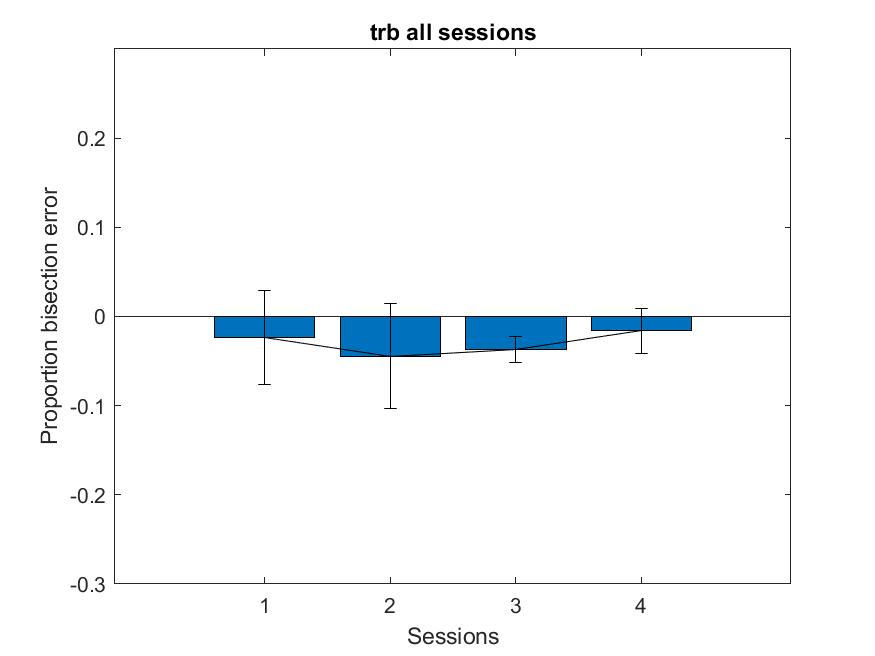 trb all sessions
Proportion bisection error
0.2
0.1
0
-0.1
-0.2
-0.3
1 2 3 4
Sessions